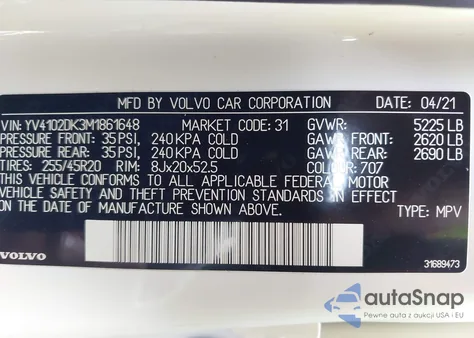 MFD. BY VOLVO CAR CORPORATION 04/21
VIN: YV4102DK3M1861648 MARKET CODE: 31 GVWR: 5225 LB
PRESSURE FRONT: 35 PSI, 240 KPA COLD GAWR FRONT: 2620 LB
PRESSURE REAR: 35 PSI, 240 KPA COLD GAWR REAR: 2690 LB
TIRES: 255/45R20 RIM: 8Jx20x52.5 COLOUR: 707
THIS VEHICLE CONFORMS TO ALL APPLICABLE FEDERAL MOTOR
VEHICLE SAFETY AND THEFT PREVENTION STANDARDS IN EFFECT
ON THE DATE OF MANUFACTURE SHOWN ABOVE.
TYPE: MPV
VOLVO 31689473
autoSnap
Pewne auta z aukcji USA i EU